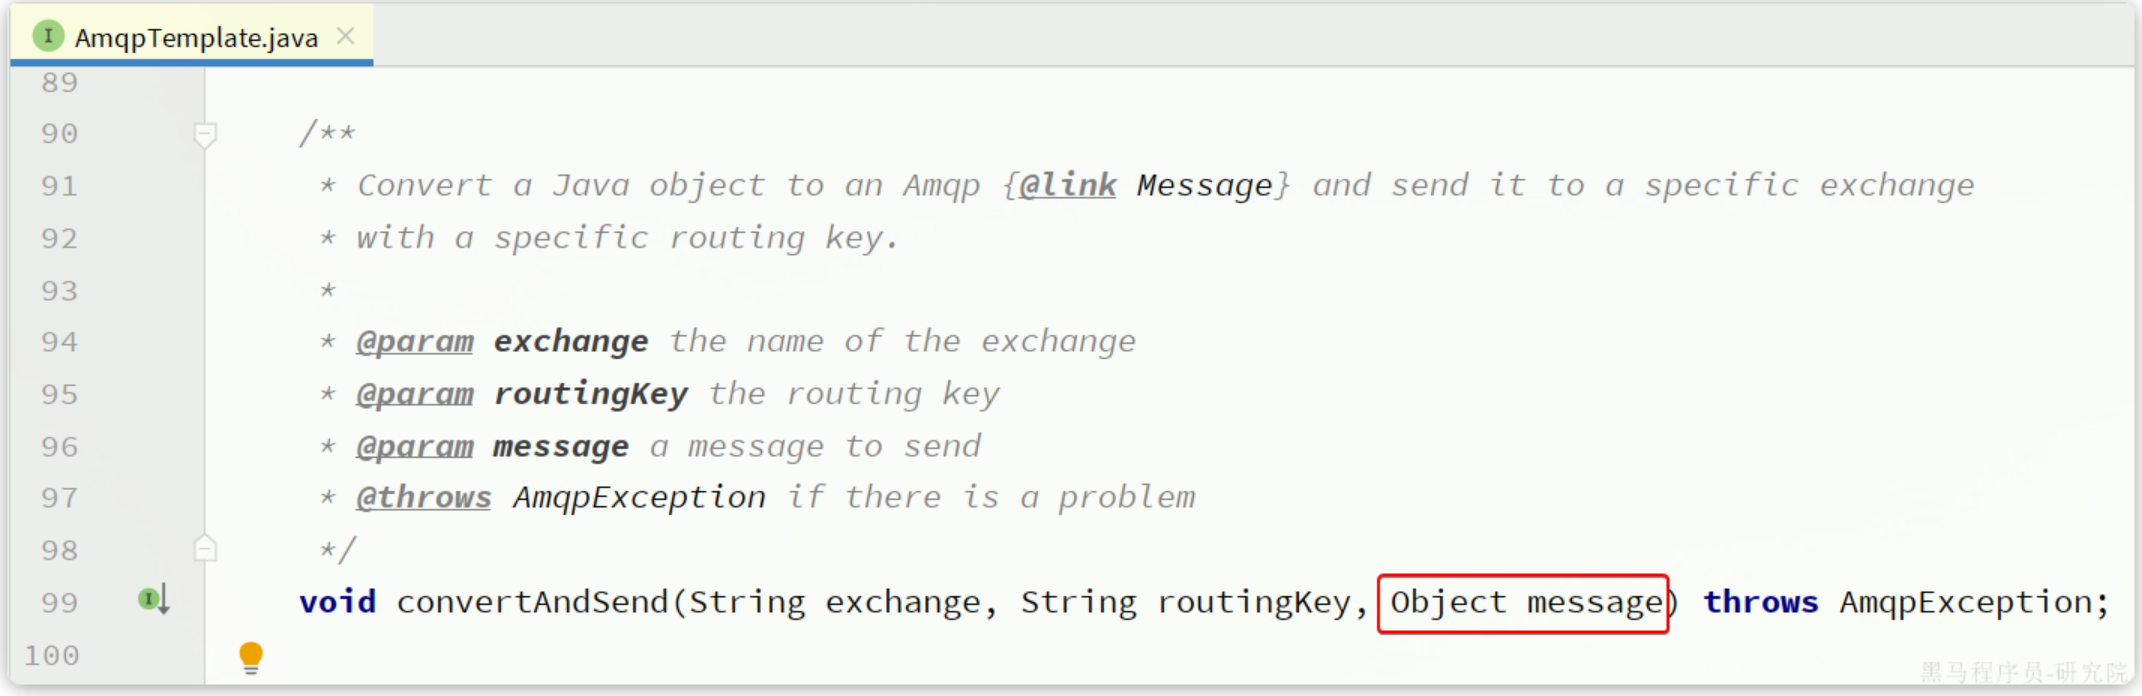 AmqpTemplate.java
89
90 /**
91 * Convert a Java object to an Amqp {@link Message} and send it to a specific exchange
92 * with a specific routing key.
93 *
94 * @param exchange the name of the exchange
95 * @param routingKey the routing key
96 * @param message a message to send
97 * @throws AmqpException if there is a problem
98 */
99 void convertAndSend(String exchange, String routingKey, Object message) throws AmqpException;
100
黑马程序员-研究院